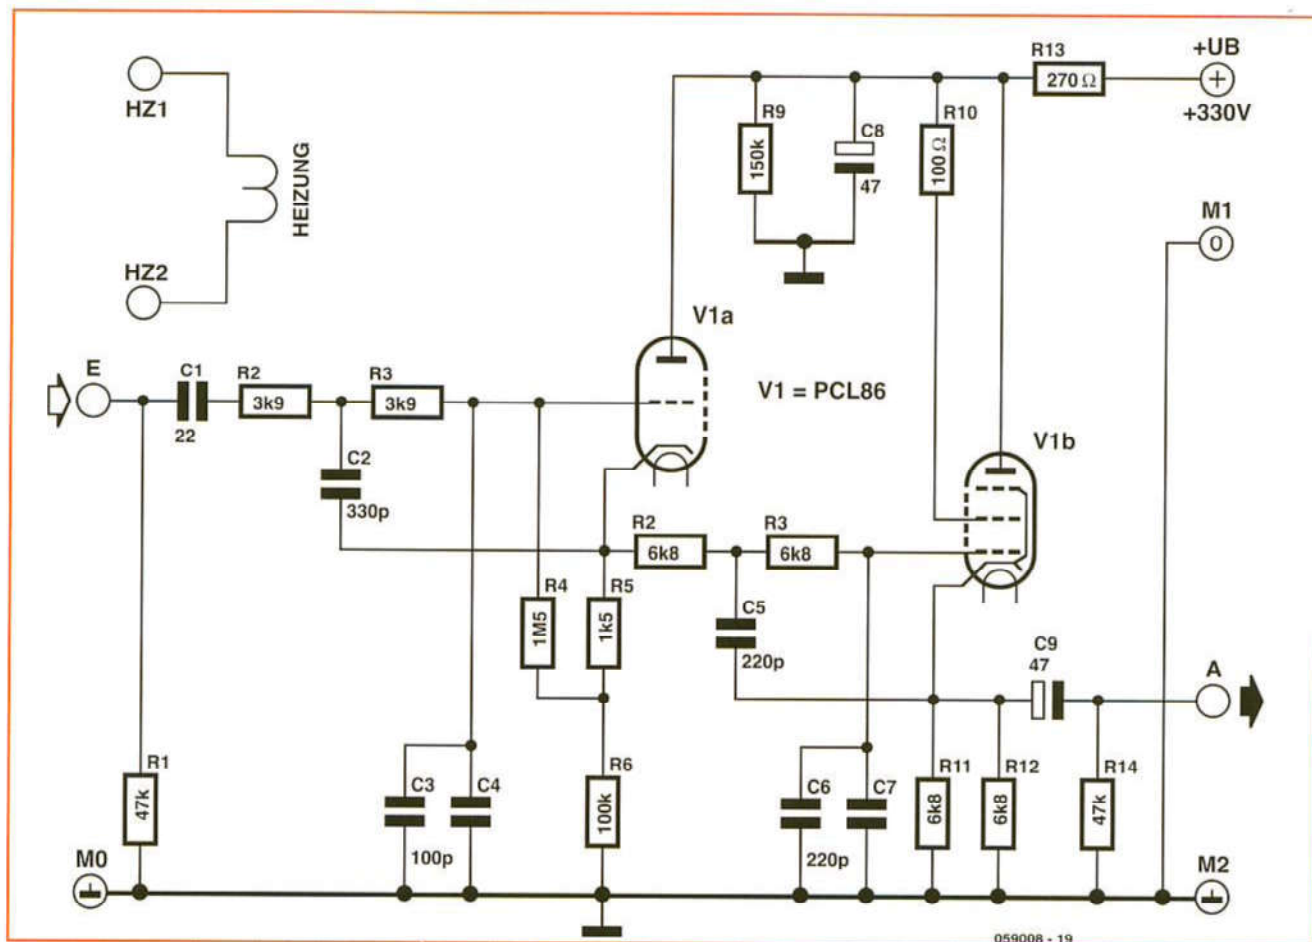 R13
+UB
HZ1
270 Ω
+330V
R9
C8
R10
150k
47
100 Ω
HEIZUNG
M1
0
HZ2
V1a
E
C1
R2
R3
V1 = PCL86
3k9
3k9
22
V1b
C2
330p
R2
R3
6k8
6k8
R4
R5
1M5
1k5
C5
220p
C9
47
A
R1
R6
R11
R12
R14
C3
C4
C6
C7
47k
100k
6k8
6k8
47k
M0
100p
220p
M2
059008 - 19